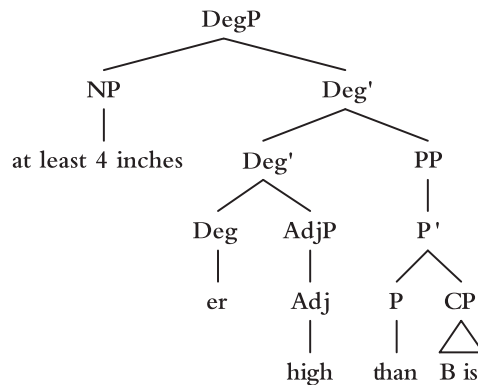 DegP
NP Deg'
at least 4 inches Deg' PP
Deg AdjP P'
er Adj P CP
high than B is